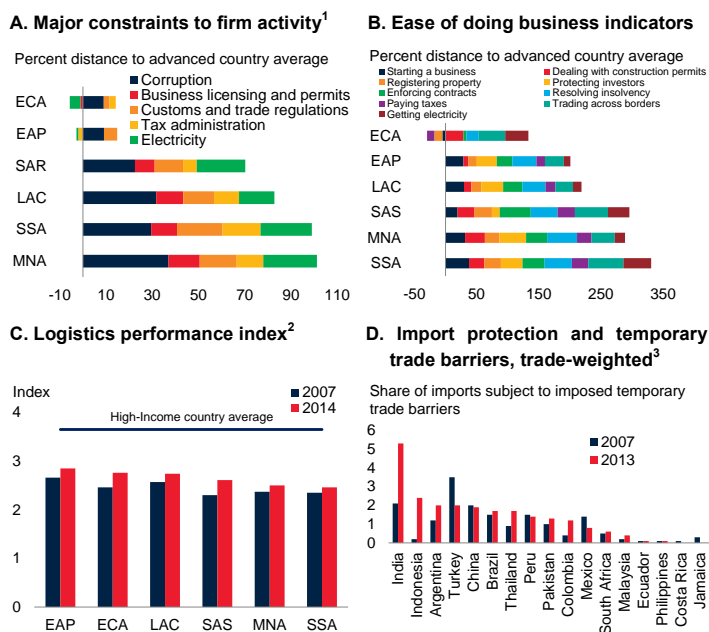 A. Major constraints to firm activity1
Percent distance to advanced country average
Corruption
Business licensing and permits
Customs and trade regulations
Tax administration
Electricity
ECA
EAP
SAR
LAC
SSA
MNA
-10 10 30 50 70 90 110
B. Ease of doing business indicators
Percent distance to advanced country average
Starting a business Dealing with construction permits
Registering property Protecting investors
Enforcing contracts Resolving insolvency
Paying taxes Trading across borders
Getting electricity
ECA
EAP
LAC
SAS
MNA
SSA
-50 50 150 250 350
C. Logistics performance index2
Index
2007
2014
High-Income country average
4
3
2
1
0
EAP ECA LAC SAS MNA SSA
D. Import protection and temporary
trade barriers, trade-weighted3
Share of imports subject to imposed temporary
trade barriers
2007
2013
6
5
4
3
2
1
0
India
Indonesia
Argentina
Turkey
China
Brazil
Thailand
Peru
Pakistan
Colombia
Mexico
South Africa
Malaysia
Ecuador
Philippines
Costa Rica
Jamaica